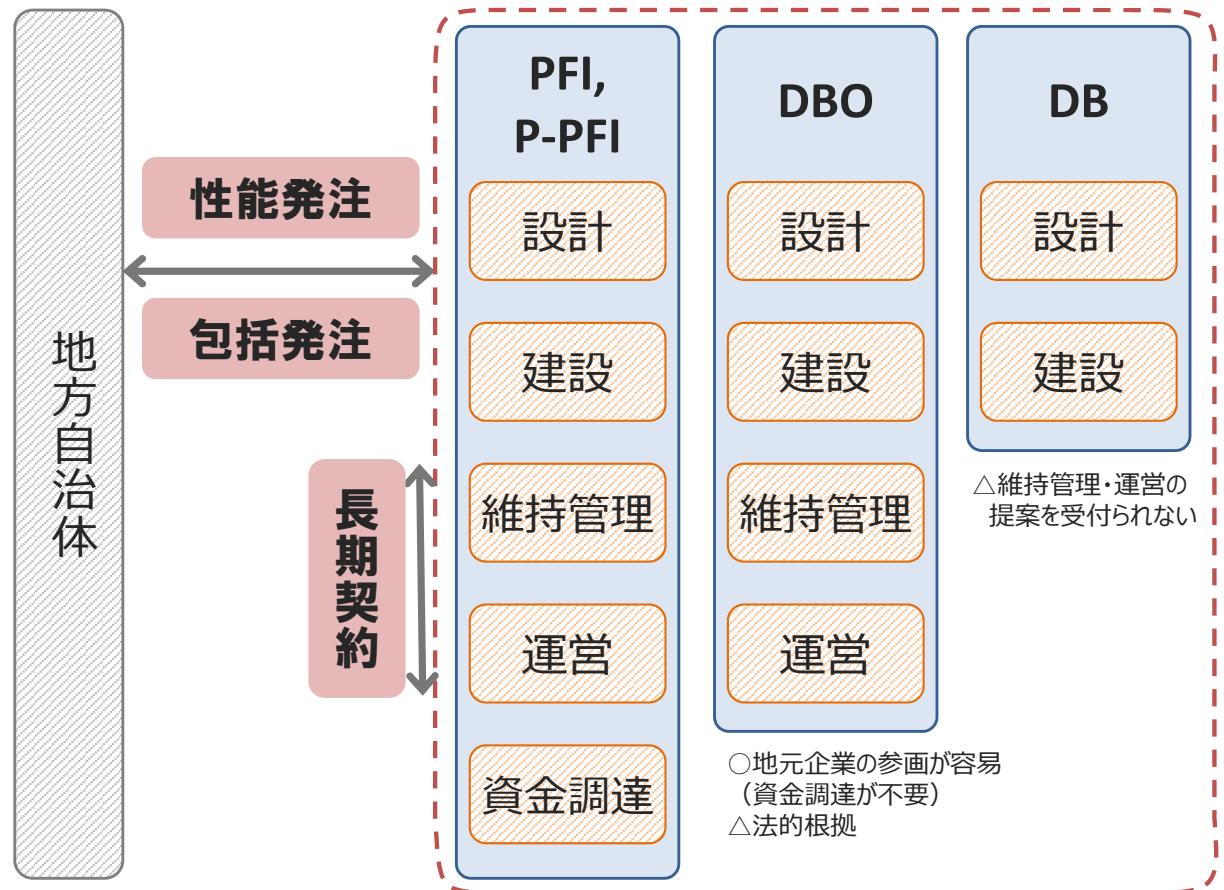 地方自治体
性能発注
包括発注
長期契約
PFI,
P-PFI
設計
建設
維持管理
運営
資金調達
DBO
設計
建設
維持管理
運営
○地元企業の参画が容易
（資金調達が不要）
△法的根拠
DB
設計
建設
△維持管理・運営の
提案を受付られない